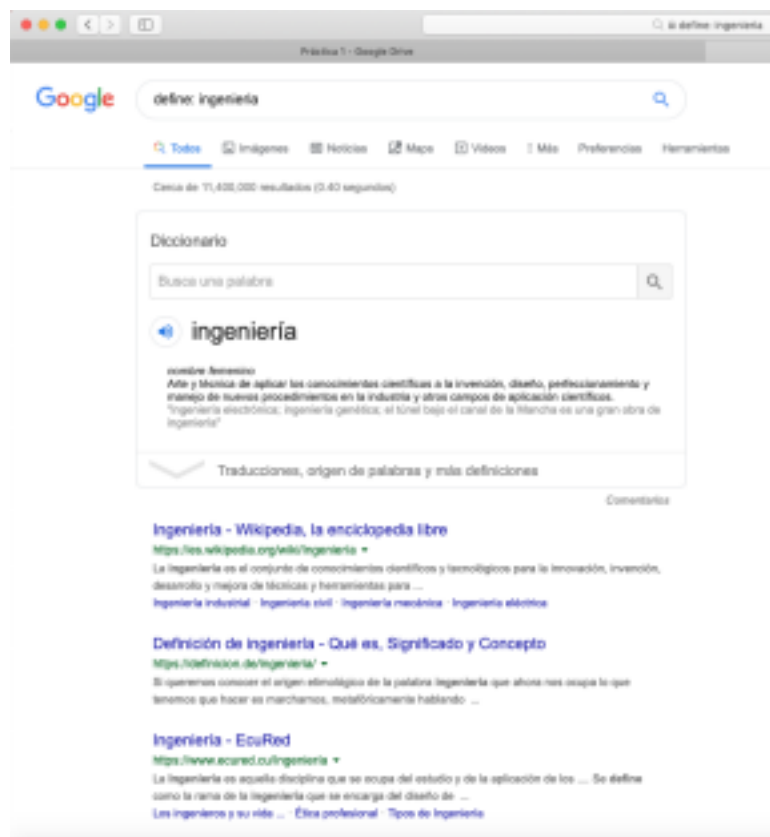 define: ingenieria
Práctica 1 - Google Drive
Google
define: ingenieria
Todos Imágenes Noticias Maps Videos Más Preferencias Herramientas
Cerca de 11,400,000 resultados (0.40 segundos)
Diccionario
Busca una palabra
ingeniería
nombre femenino
Arte y técnica de aplicar los conocimientos científicos a la invención, diseño, perfeccionamiento y
manejo de nuevos procedimientos en la industria y otros campos de aplicación científicos.
"ingeniería electrónica; ingeniería genética; el túnel bajo el canal de la Mancha es una gran obra de
ingeniería"
Traducciones, origen de palabras y más definiciones
Comentarios
Ingeniería - Wikipedia, la enciclopedia libre
https://es.wikipedia.org/wiki/Ingeniería
La ingeniería es el conjunto de conocimientos científicos y tecnológicos para la innovación, invención,
desarrollo y mejora de técnicas y herramientas para ...
Ingeniería industrial · Ingeniería civil · Ingeniería mecánica · Ingeniería eléctrica
Definición de ingeniería - Qué es, Significado y Concepto
https://definicion.de/ingenieria/
Si queremos conocer el origen etimológico de la palabra ingeniería que ahora nos ocupa lo que
tenemos que hacer es marcharnos, metafóricamente hablando ...
Ingeniería - EcuRed
https://www.ecured.cu/Ingeniería
La Ingeniería es aquella disciplina que se ocupa del estudio y de la aplicación de los ... Se define
como la rama de la ingeniería que se encarga del diseño de ...
Los ingenieros y su vida ... · Ética profesional · Tipos de Ingeniería